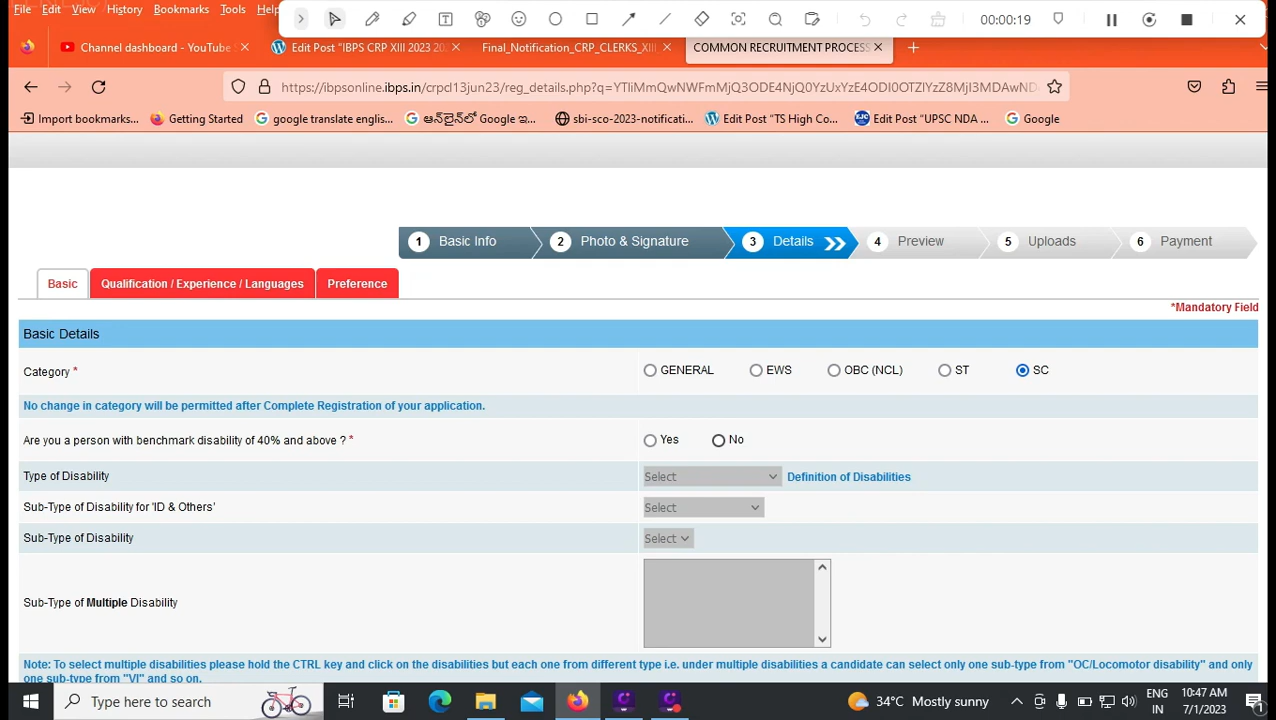 File Edit View History Bookmarks Tools Help
00:00:19
Channel dashboard - YouTube S
Edit Post "IBPS CRP XIII 2023 20
Final_Notification_CRP_CLERKS_XIII
COMMON RECRUITMENT PROCESS
https://ibpsonline.ibps.in/crpcl13jun23/reg_details.php?q=
Import bookmarks...
Getting Started
google translate englis...
ఆన్‌లైన్‌లో Google ఇ...
sbi-sco-2023-notificati...
Edit Post "TS High Co...
Edit Post "UPSC NDA ...
Google
1 Basic Info
2 Photo & Signature
3 Details
4 Preview
5 Uploads
6 Payment
Basic
Qualification / Experience / Languages
Preference
*Mandatory Field
Basic Details
Category * GENERAL EWS OBC (NCL) ST SC
No change in category will be permitted after Complete Registration of your application.
Are you a person with benchmark disability of 40% and above ? * Yes No
Type of Disability Select Definition of Disabilities
Sub-Type of Disability for 'ID & Others' Select
Sub-Type of Disability Select
Sub-Type of Multiple Disability
Note: To select multiple disabilities please hold the CTRL key and click on the disabilities but each one from different type i.e. under multiple disabilities a candidate can select only one sub-type from "OC/Locomotor disability" and only
one sub-type from "VI" and so on.
Type here to search
34°C Mostly sunny
ENG
IN
10:47 AM
7/1/2023
1